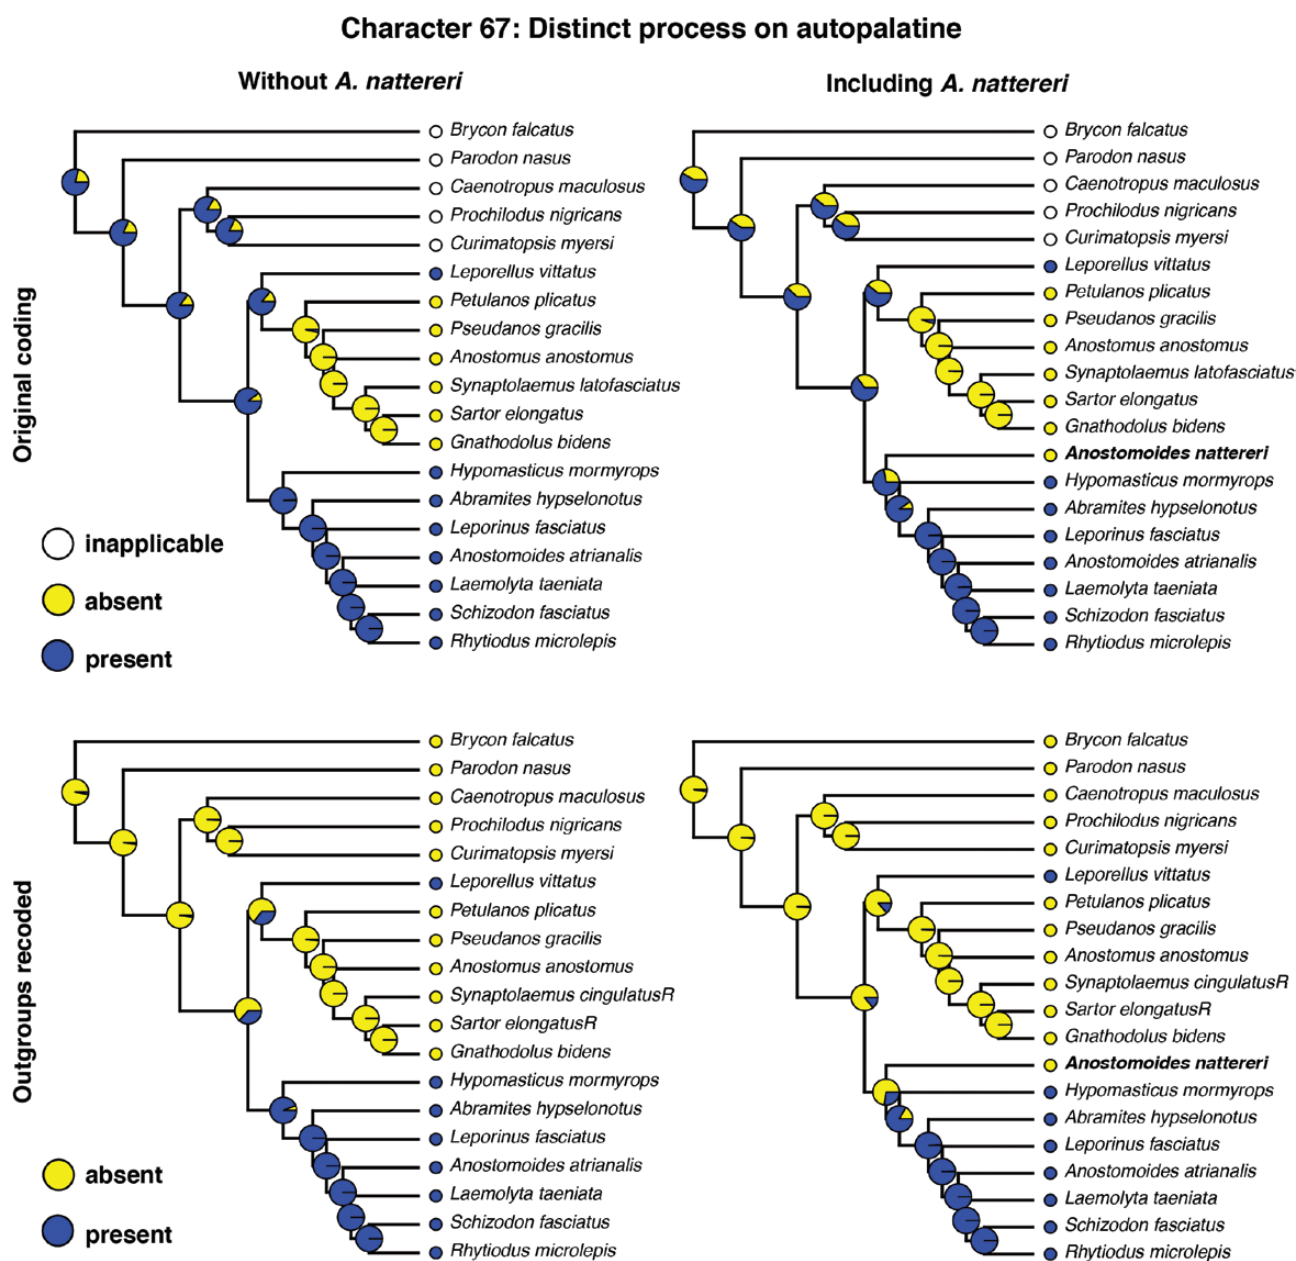 Character 67: Distinct process on autopalatine
Without A. nattereri
Including A. nattereri
Original coding
Brycon falcatus
Parodon nasus
Caenotropus maculosus
Prochilodus nigricans
Curimatopsis myersi
Leporellus vittatus
Petulanos plicatus
Pseudanos gracilis
Anostomus anostomus
Synaptolaemus latofasciatus
Sartor elongatus
Gnathodolus bidens
Hypomasticus mormyrops
Abramites hypselonotus
Leporinus fasciatus
Anostomoides atrianalis
Laemolyta taeniata
Schizodon fasciatus
Rhytiodus microlepis
inapplicable
absent
present
Brycon falcatus
Parodon nasus
Caenotropus maculosus
Prochilodus nigricans
Curimatopsis myersi
Leporellus vittatus
Petulanos plicatus
Pseudanos gracilis
Anostomus anostomus
Synaptolaemus latofasciatus
Sartor elongatus
Gnathodolus bidens
Anostomoides nattereri
Hypomasticus mormyrops
Abramites hypselonotus
Leporinus fasciatus
Anostomoides atrianalis
Laemolyta taeniata
Schizodon fasciatus
Rhytiodus microlepis
Outgroups recoded
Brycon falcatus
Parodon nasus
Caenotropus maculosus
Prochilodus nigricans
Curimatopsis myersi
Leporellus vittatus
Petulanos plicatus
Pseudanos gracilis
Anostomus anostomus
Synaptolaemus cingulatusR
Sartor elongatusR
Gnathodolus bidens
Hypomasticus mormyrops
Abramites hypselonotus
Leporinus fasciatus
Anostomoides atrianalis
Laemolyta taeniata
Schizodon fasciatus
Rhytiodus microlepis
absent
present
Brycon falcatus
Parodon nasus
Caenotropus maculosus
Prochilodus nigricans
Curimatopsis myersi
Leporellus vittatus
Petulanos plicatus
Pseudanos gracilis
Anostomus anostomus
Synaptolaemus cingulatusR
Sartor elongatusR
Gnathodolus bidens
Anostomoides nattereri
Hypomasticus mormyrops
Abramites hypselonotus
Leporinus fasciatus
Anostomoides atrianalis
Laemolyta taeniata
Schizodon fasciatus
Rhytiodus microlepis